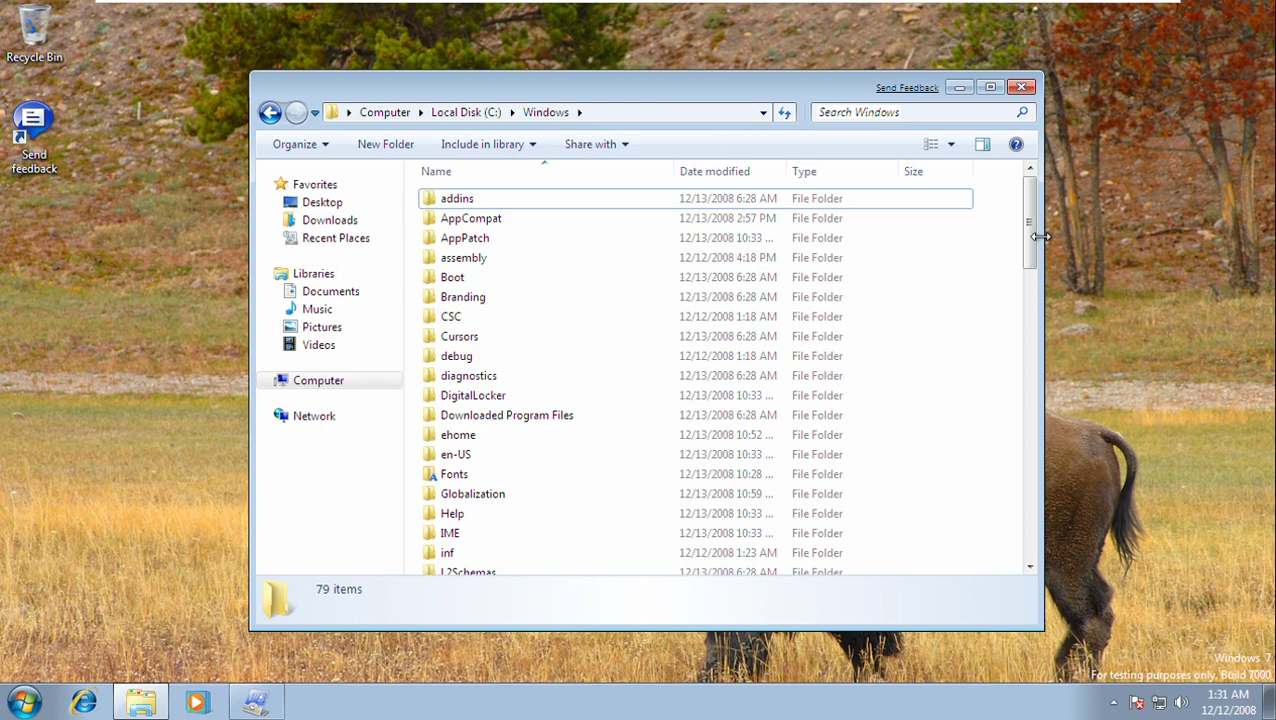 Recycle Bin
Send
feedback
Send Feedback
Computer Local Disk (C:) Windows
Search Windows
Organize New Folder Include in library Share with
Name Date modified Type Size
Favorites
Desktop
Downloads
Recent Places
Libraries
Documents
Music
Pictures
Videos
Computer
Network
addins 12/13/2008 6:28 AM File Folder
AppCompat 12/13/2008 2:57 PM File Folder
AppPatch 12/13/2008 10:33 ... File Folder
assembly 12/12/2008 4:18 PM File Folder
Boot 12/13/2008 6:28 AM File Folder
Branding 12/13/2008 6:28 AM File Folder
CSC 12/12/2008 1:18 AM File Folder
Cursors 12/13/2008 6:28 AM File Folder
debug 12/12/2008 1:18 AM File Folder
diagnostics 12/13/2008 6:28 AM File Folder
DigitalLocker 12/13/2008 10:33 ... File Folder
Downloaded Program Files 12/13/2008 6:28 AM File Folder
ehome 12/13/2008 10:52 ... File Folder
en-US 12/13/2008 10:33 ... File Folder
Fonts 12/13/2008 10:28 ... File Folder
Globalization 12/13/2008 10:59 ... File Folder
Help 12/13/2008 10:33 ... File Folder
IME 12/13/2008 10:33 ... File Folder
inf 12/12/2008 1:23 AM File Folder
L2Schemas 12/13/2008 6:28 AM File Folder
79 items
Windows 7
For testing purposes only. Build 7000
1:31 AM
12/12/2008